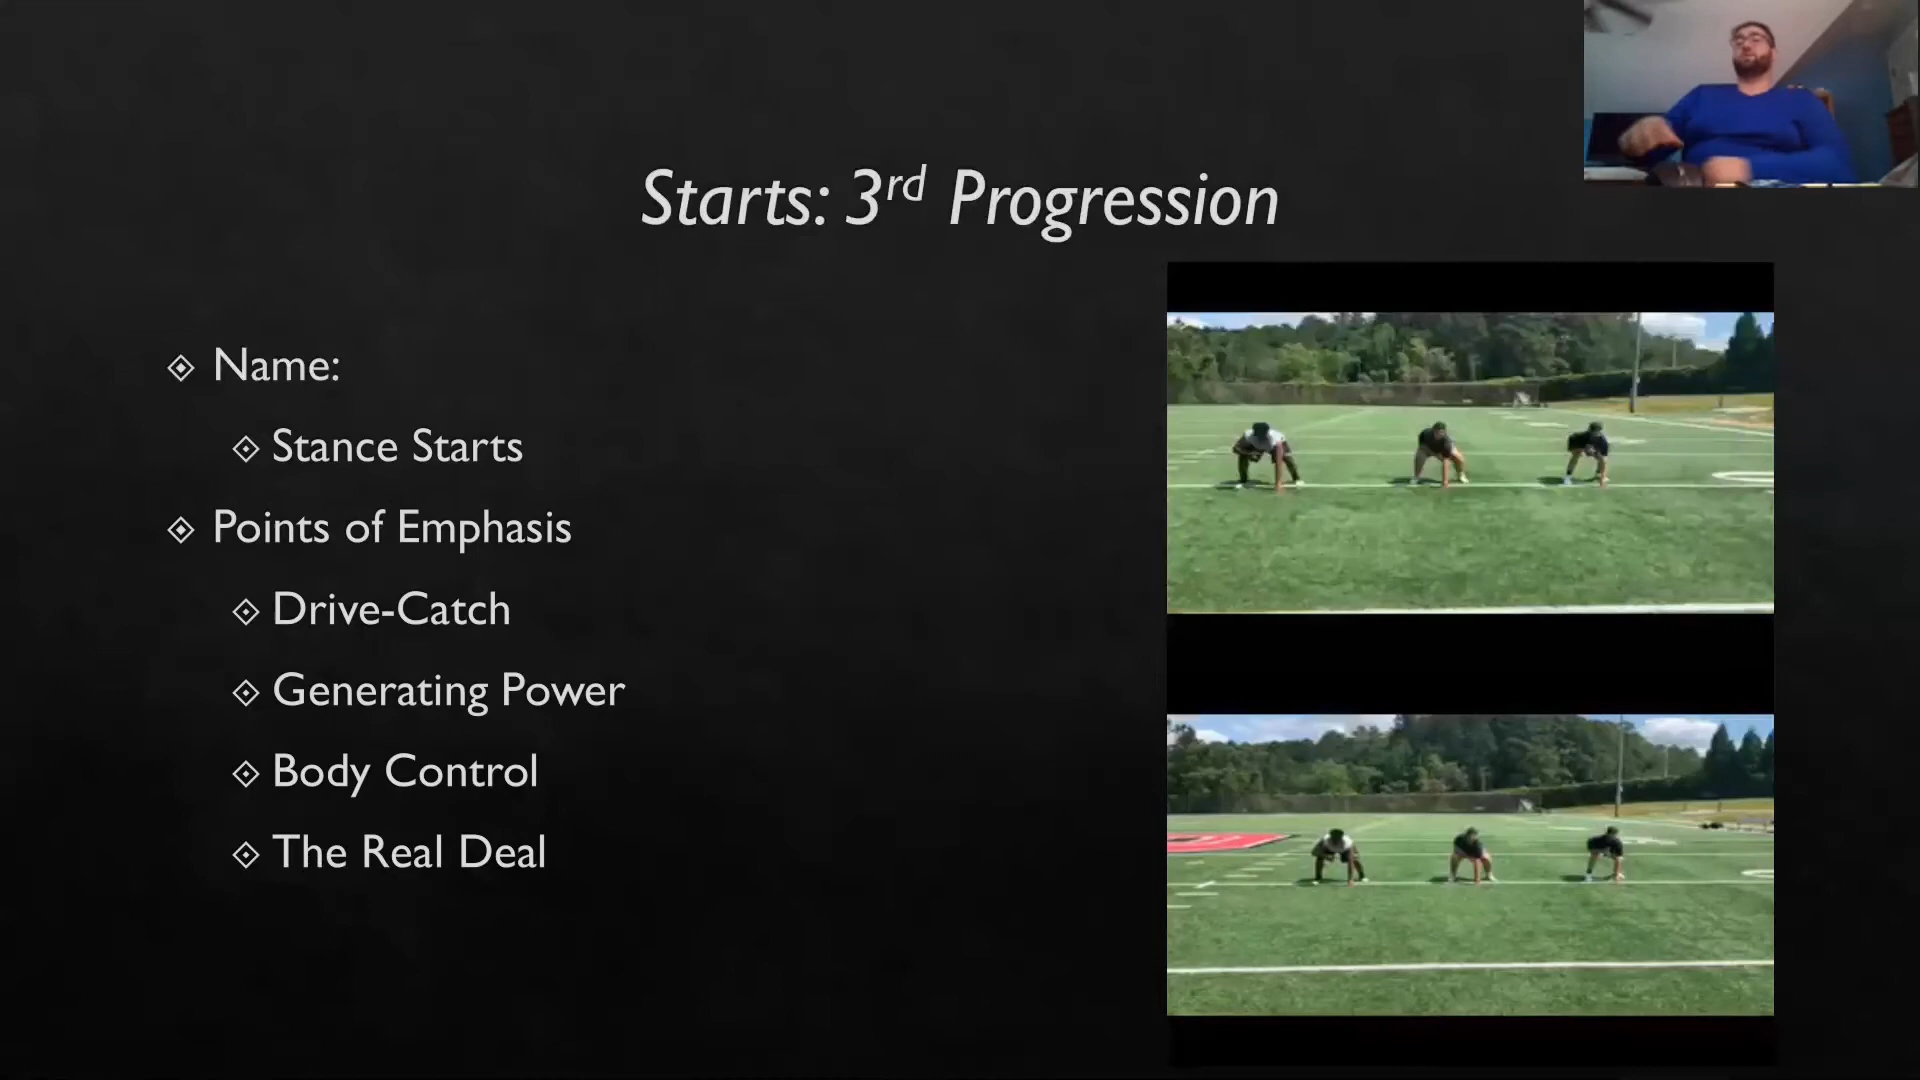 Starts: 3rd Progression
Name:
Stance Starts
Points of Emphasis
Drive-Catch
Generating Power
Body Control
The Real Deal